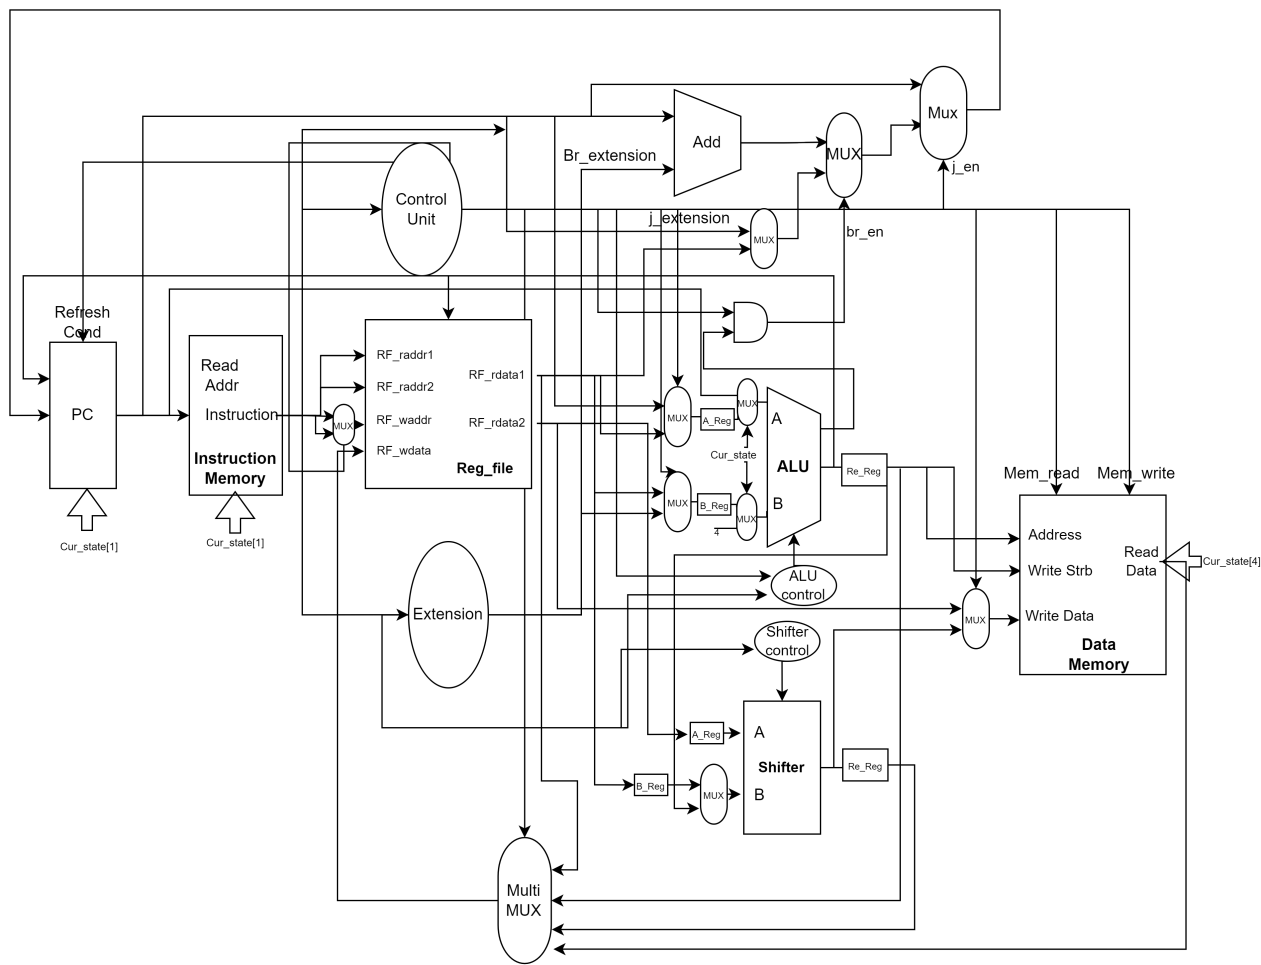 Mux
Add
MUX
Br_extension
j_en
Control
Unit
j_extension
br_en
MUX
Refresh
Cond
RF_raddr1
Read
Addr
RF_rdata1
RF_raddr2
PC
Instruction
MUX
RF_waddr
RF_rdata2
MUX
A_Reg
MUX
A
RF_wdata
Cur_state
Instruction
Memory
Reg_file
ALU
Re_Reg
Mem_read
Mem_write
MUX
B_Reg
B
MUX
4
Cur_state[1]
Cur_state[1]
Address
Read
Data
Cur_state[4]
Write Strb
ALU
control
Extension
MUX
Write Data
Shifter
control
Data
Memory
A_Reg
A
Shifter
Re_Reg
B_Reg
MUX
B
Multi
MUX